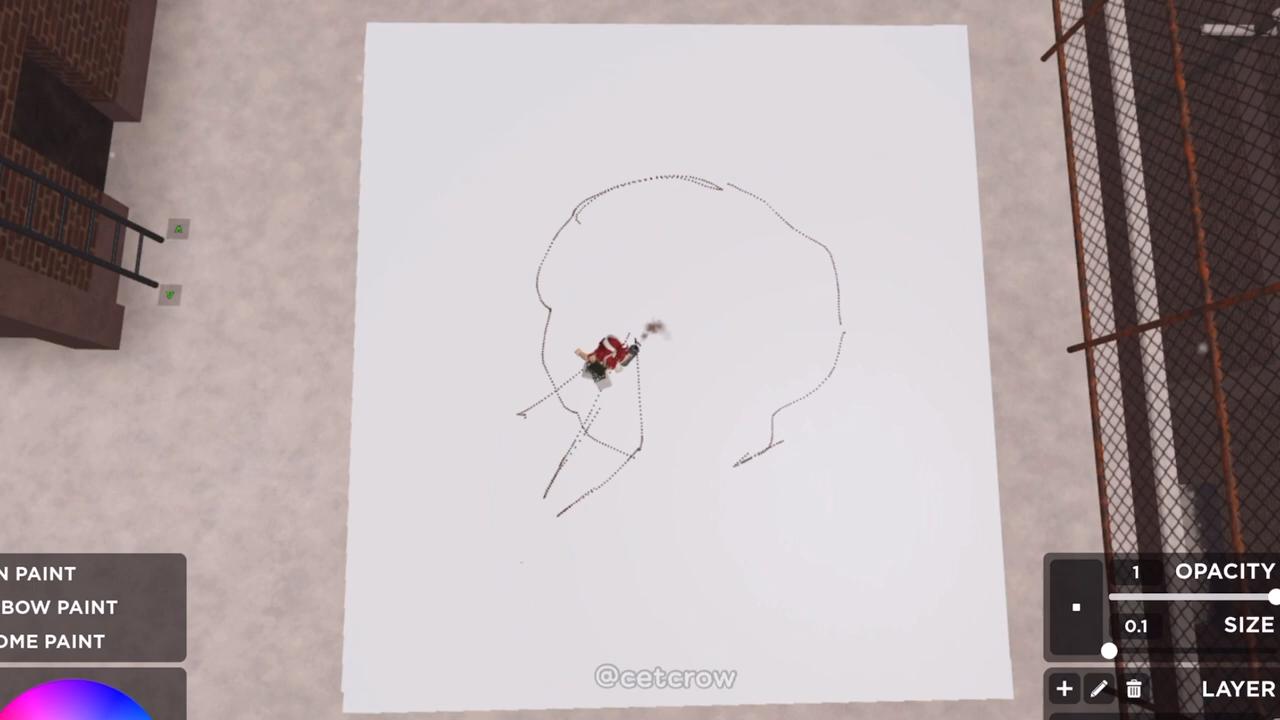 A
V
N PAINT
BOW PAINT
OME PAINT
1 OPACITY
0.1 SIZE
LAYER
@cetcrow